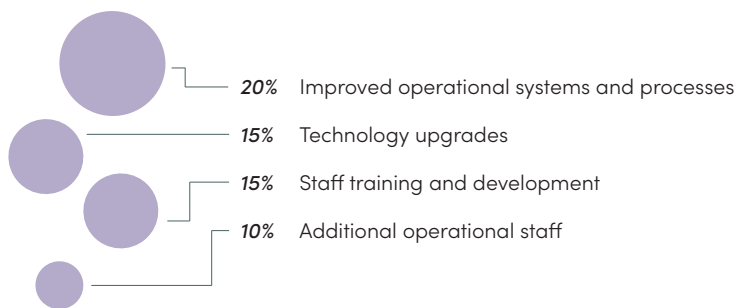 20% Improved operational systems and processes
15% Technology upgrades
15% Staff training and development
10% Additional operational staff